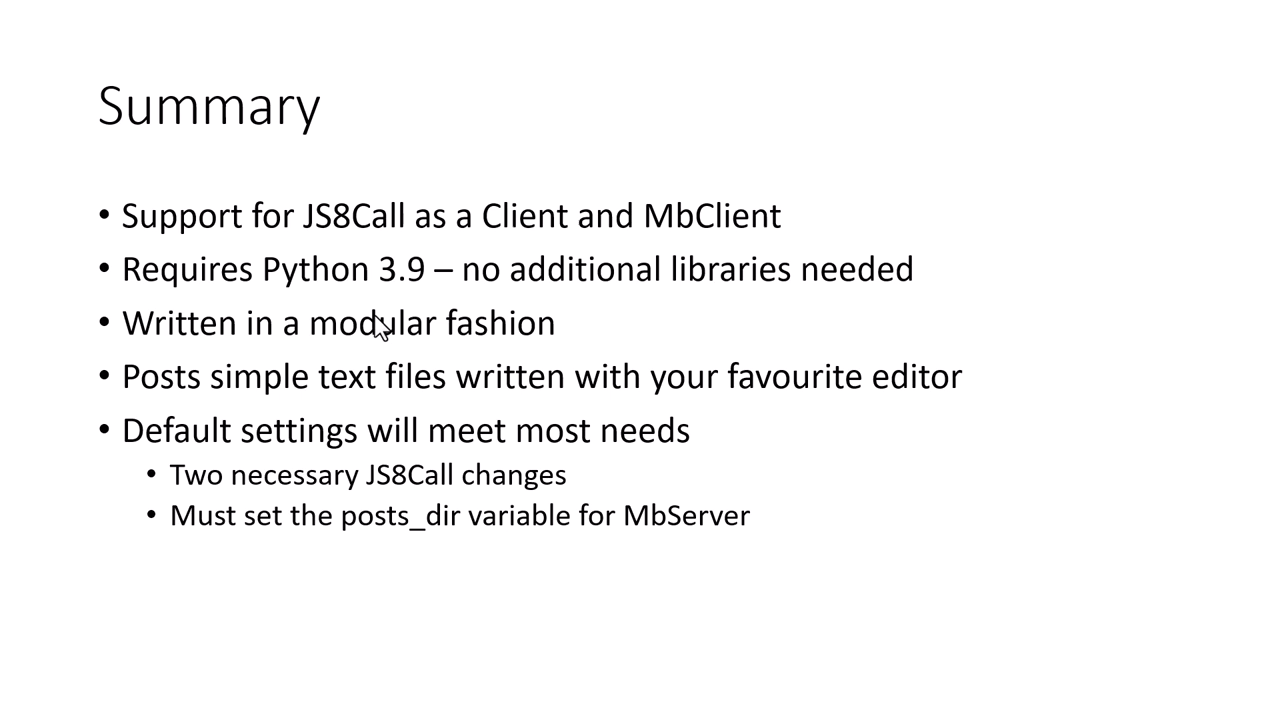 Summary
• Support for JS8Call as a Client and MbClient
• Requires Python 3.9 – no additional libraries needed
• Written in a modular fashion
• Posts simple text files written with your favourite editor
• Default settings will meet most needs
• Two necessary JS8Call changes
• Must set the posts_dir variable for MbServer